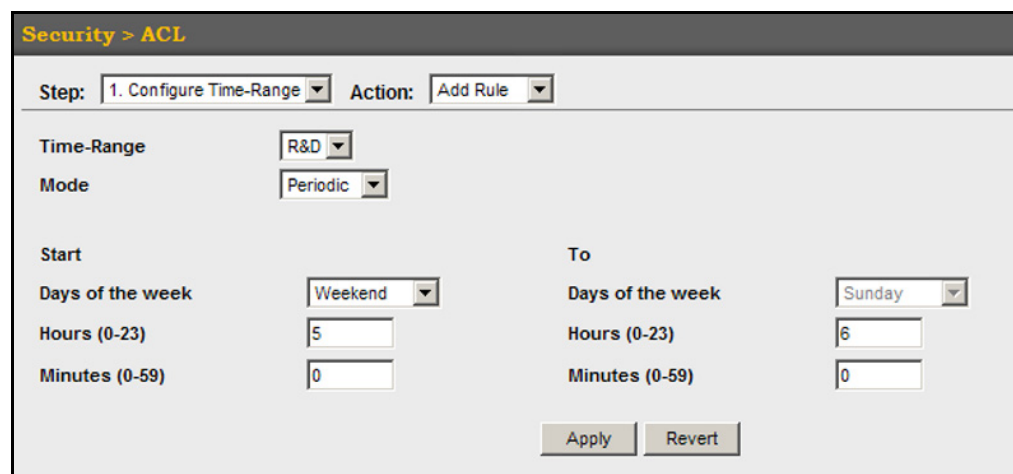 Security > ACL
Step: 1. Configure Time-Range Action: Add Rule
Time-Range R&D
Mode Periodic
Start To
Days of the week Weekend Days of the week Sunday
Hours (0-23) 5 Hours (0-23) 6
Minutes (0-59) 0 Minutes (0-59) 0
Apply Revert